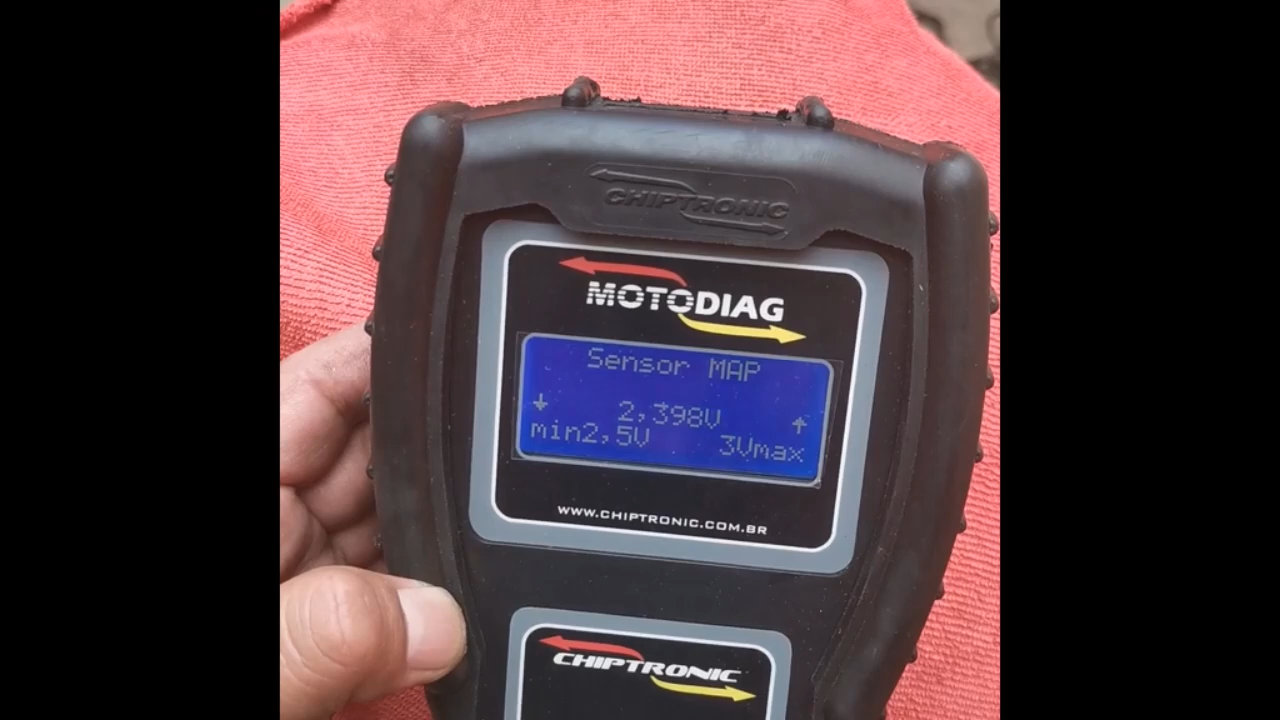 CHIPTRONIC
MOTODIAG
Sensor MAP
↓ 2,398V ↑
min2,5V 3Vmax
WWW.CHIPTRONIC.COM.BR
CHIPTRONIC